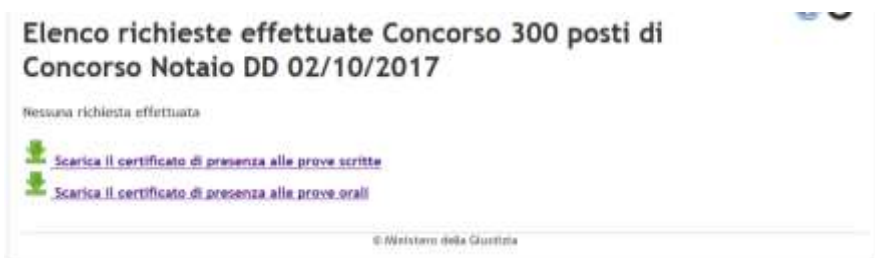 Elenco richieste effettuate Concorso 300 posti di
Concorso Notaio DD 02/10/2017
Nessuna richiesta effettuata
Scarica il certificato di presenza alle prove scritte
Scarica il certificato di presenza alle prove orali
© Ministero della Giustizia